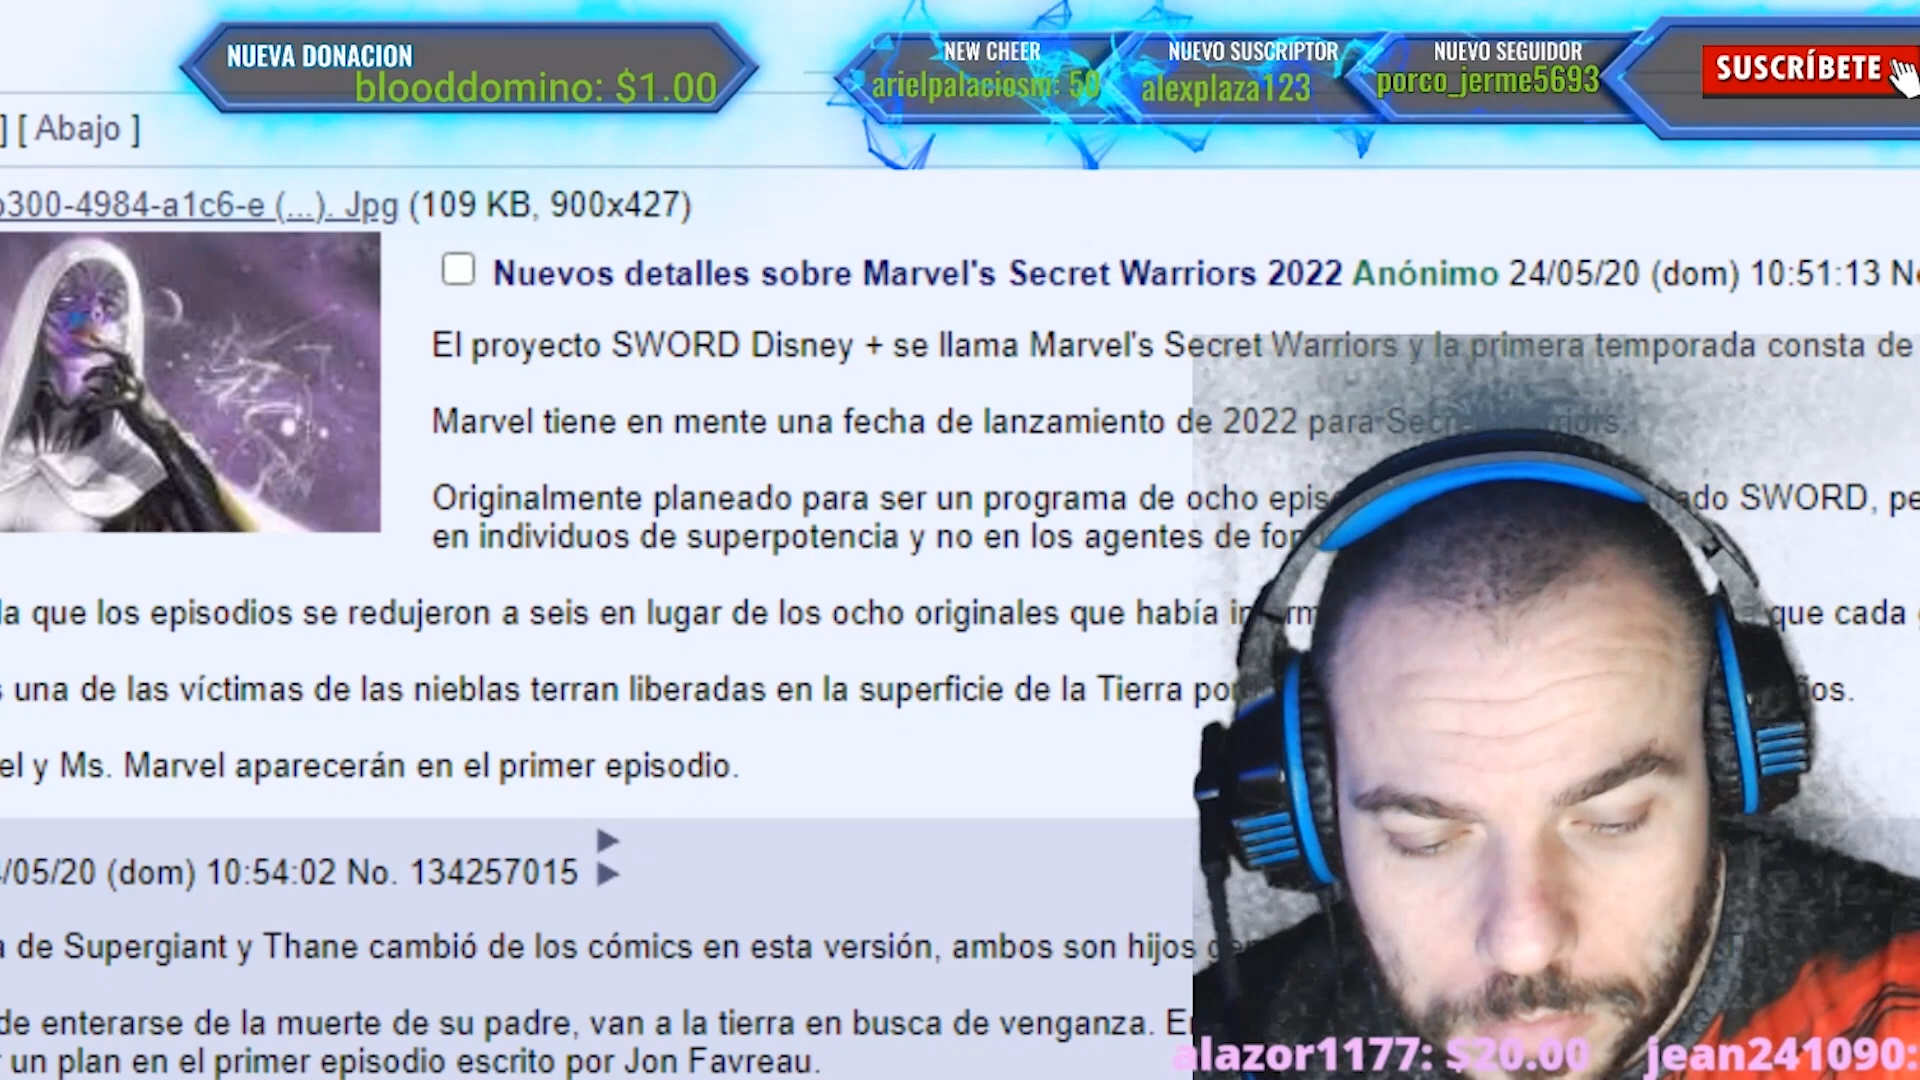 NUEVA DONACION
blooddomino: $1.00
NEW CHEER
arielpalaciosm: 50
NUEVO SUSCRIPTOR
alexplaza123
NUEVO SEGUIDOR
porco_jerme5693
SUSCRÍBETE
] [ Abajo ]
300-4984-a1c6-e (...). Jpg (109 KB, 900x427)
Nuevos detalles sobre Marvel's Secret Warriors 2022 Anónimo 24/05/20 (dom) 10:51:13
El proyecto SWORD Disney + se llama Marvel's Secret Warriors y la primera temporada consta de
Marvel tiene en mente una fecha de lanzamiento de 2022 para
Originalmente planeado para ser un programa de ocho SWORD,
en individuos de superpotencia y no en los agentes de
que los episodios se redujeron a seis en lugar de los ocho originales que había que cada
una de las víctimas de las nieblas terran liberadas en la superficie de la Tierra
y Ms. Marvel aparecerán en el primer episodio.
/05/20 (dom) 10:54:02 No. 134257015
de Supergiant y Thane cambió de los cómics en esta versión, ambos son hijos
de enterarse de la muerte de su padre, van a la tierra en busca de venganza.
un plan en el primer episodio escrito por Jon Favreau.
alazor1177: $20.00 jean241090: